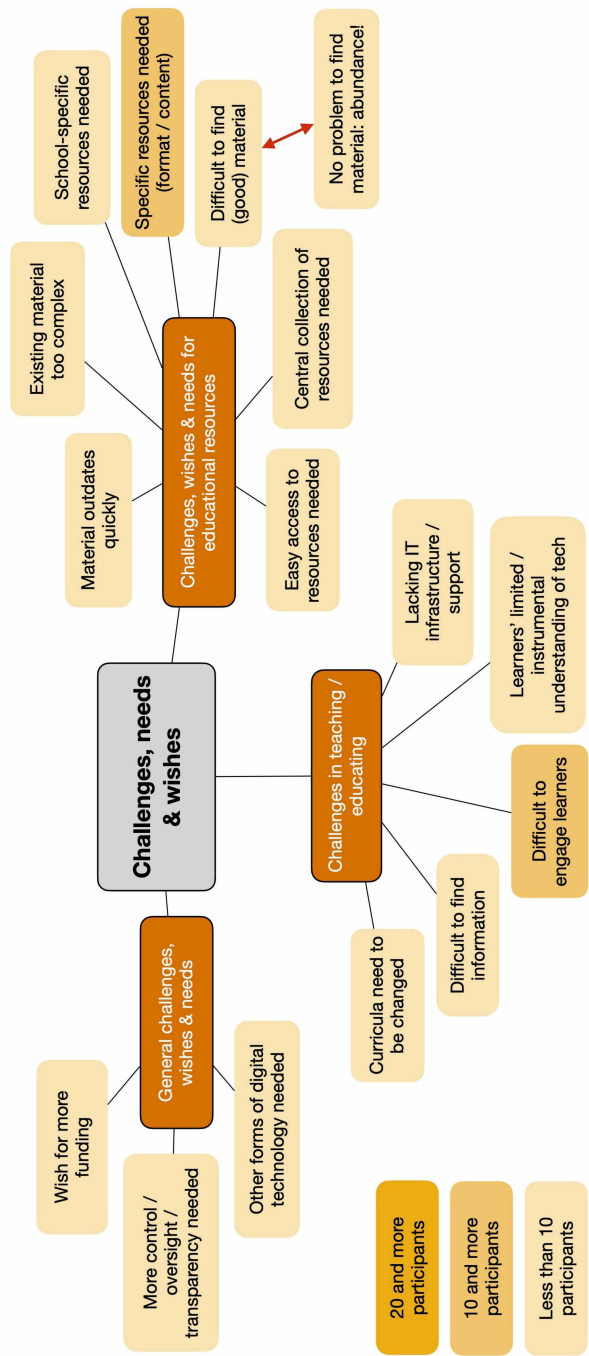 Wish for more
funding
More control /
oversight /
transparency needed
Other forms of digital
technology needed
General challenges,
wishes & needs
Challenges, needs
& wishes
Challenges, wishes & needs for
educational resources
Material outdates
quickly
Existing material
too complex
School-specific
resources needed
Specific resources needed
(format / content)
Difficult to find
(good) material
No problem to find
material: abundance!
Central collection of
resources needed
Easy access to
resources needed
Challenges in teaching /
educating
Curricula need to
be changed
Difficult to find
information
Difficult to
engage learners
Learners’ limited /
instrumental
understanding of tech
Lacking IT
infrastructure /
support
20 and more
participants
10 and more
participants
Less than 10
participants